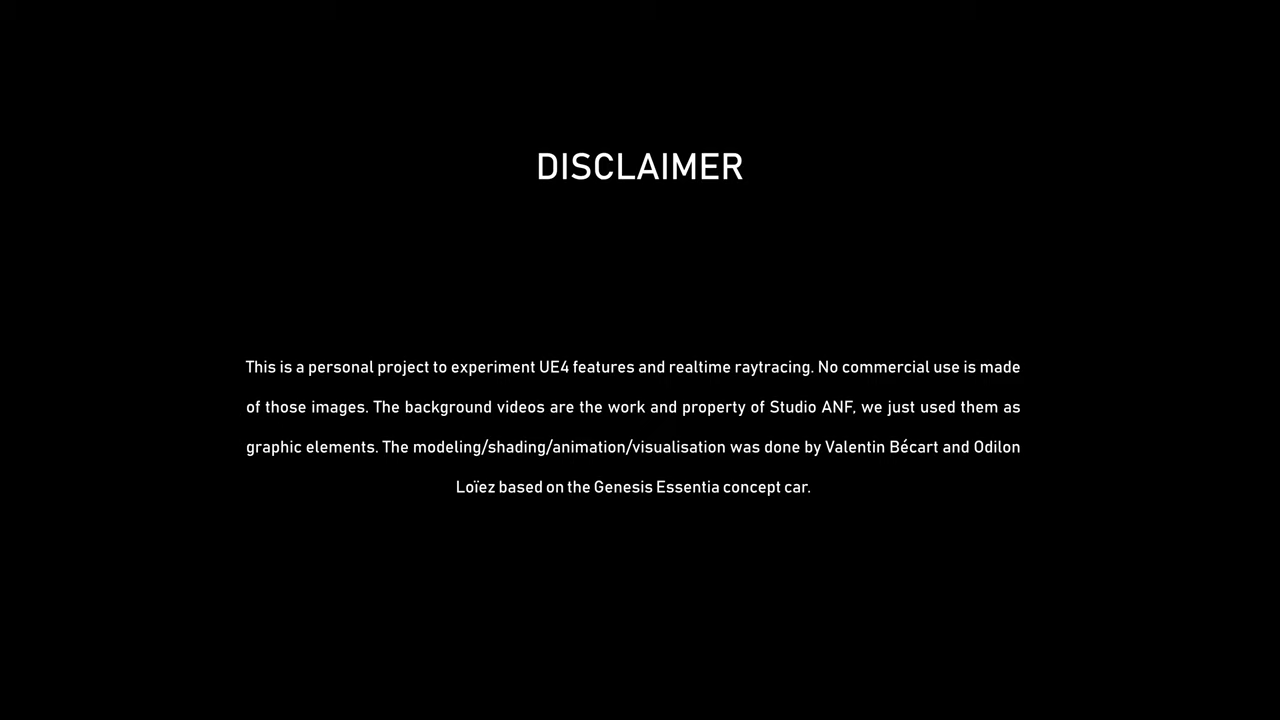 DISCLAIMER
This is a personal project to experiment UE4 features and realtime raytracing. No commercial use is made
of those images. The background videos are the work and property of Studio ANF, we just used them as
graphic elements. The modeling/shading/animation/visualisation was done by Valentin Bécart and Odilon
Loïez based on the Genesis Essentia concept car.